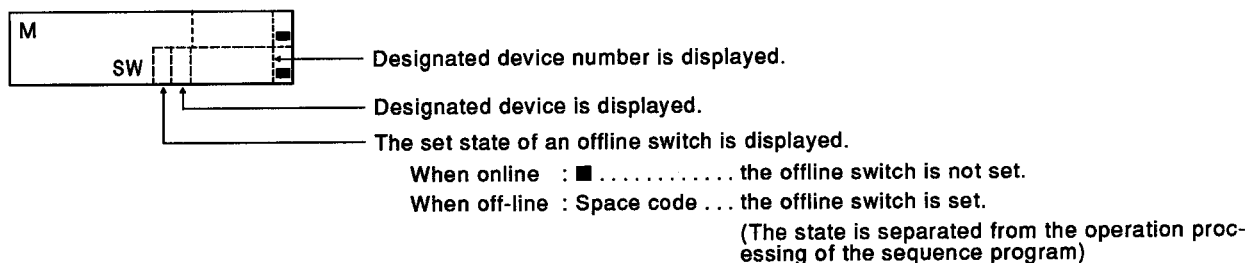 M
SW
Designated device number is displayed.
Designated device is displayed.
The set state of an offline switch is displayed.
When online : ■ . . . . . . . . . . . . the offline switch is not set.
When off-line : Space code . . . the offline switch is set.
(The state is separated from the operation proc-
essing of the sequence program)